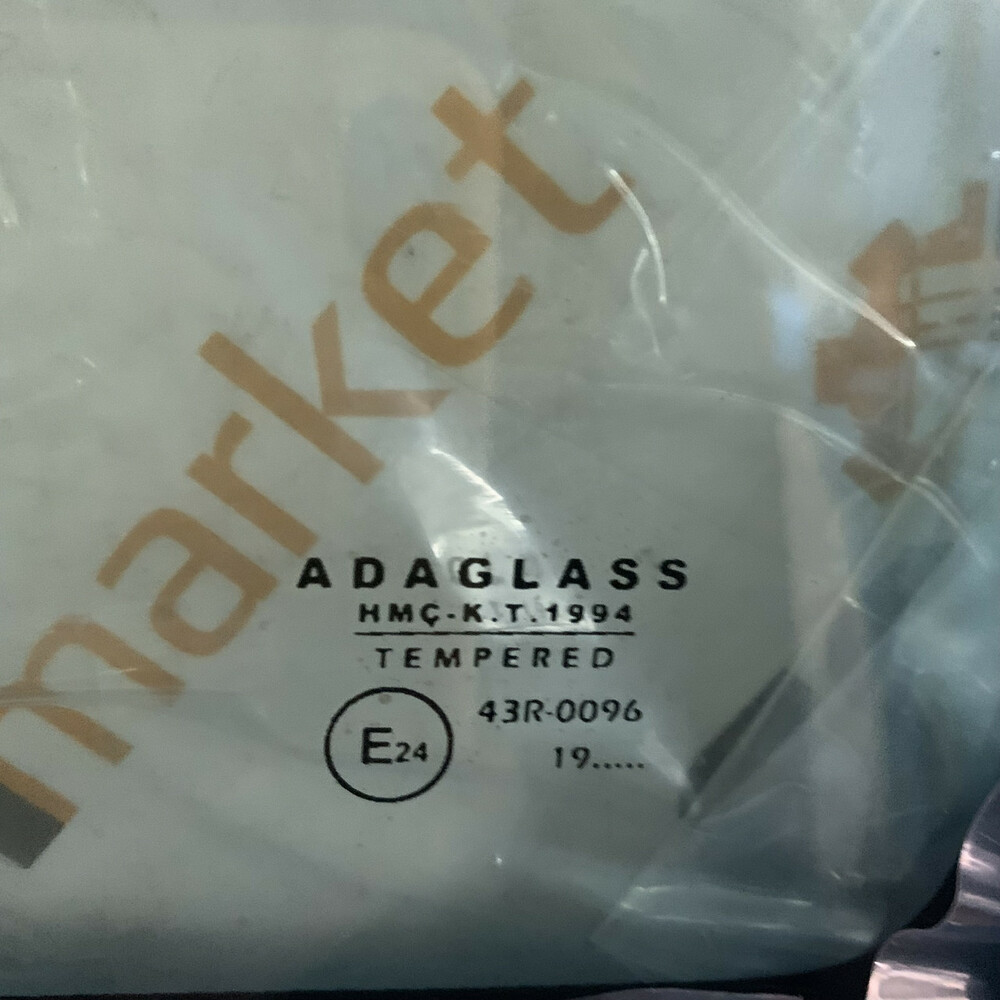 market
ADAGLASS
HMÇ-K.T.1994
TEMPERED
43R-0096
E24
19.....